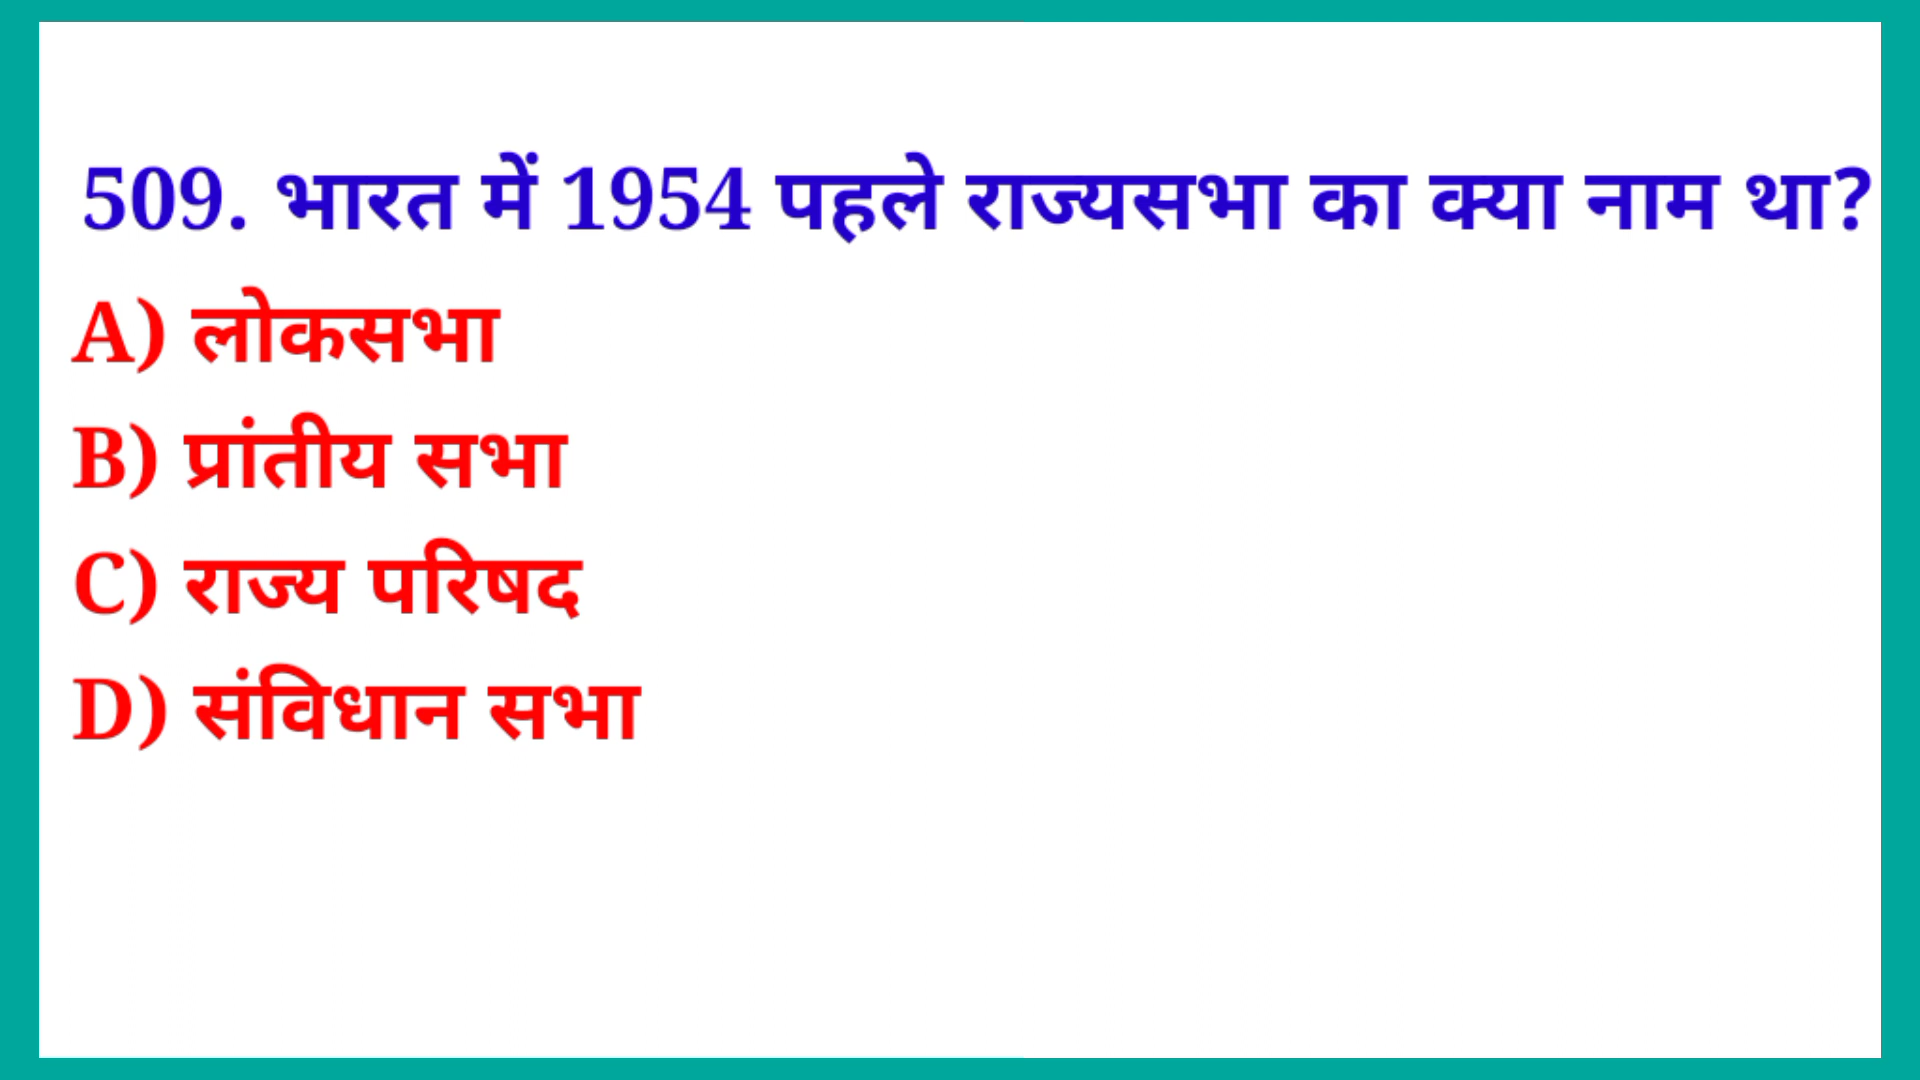 509. भारत में 1954 पहले राज्यसभा का क्या नाम था?
A) लोकसभा
B) प्रांतीय सभा
C) राज्य परिषद
D) संविधान सभा